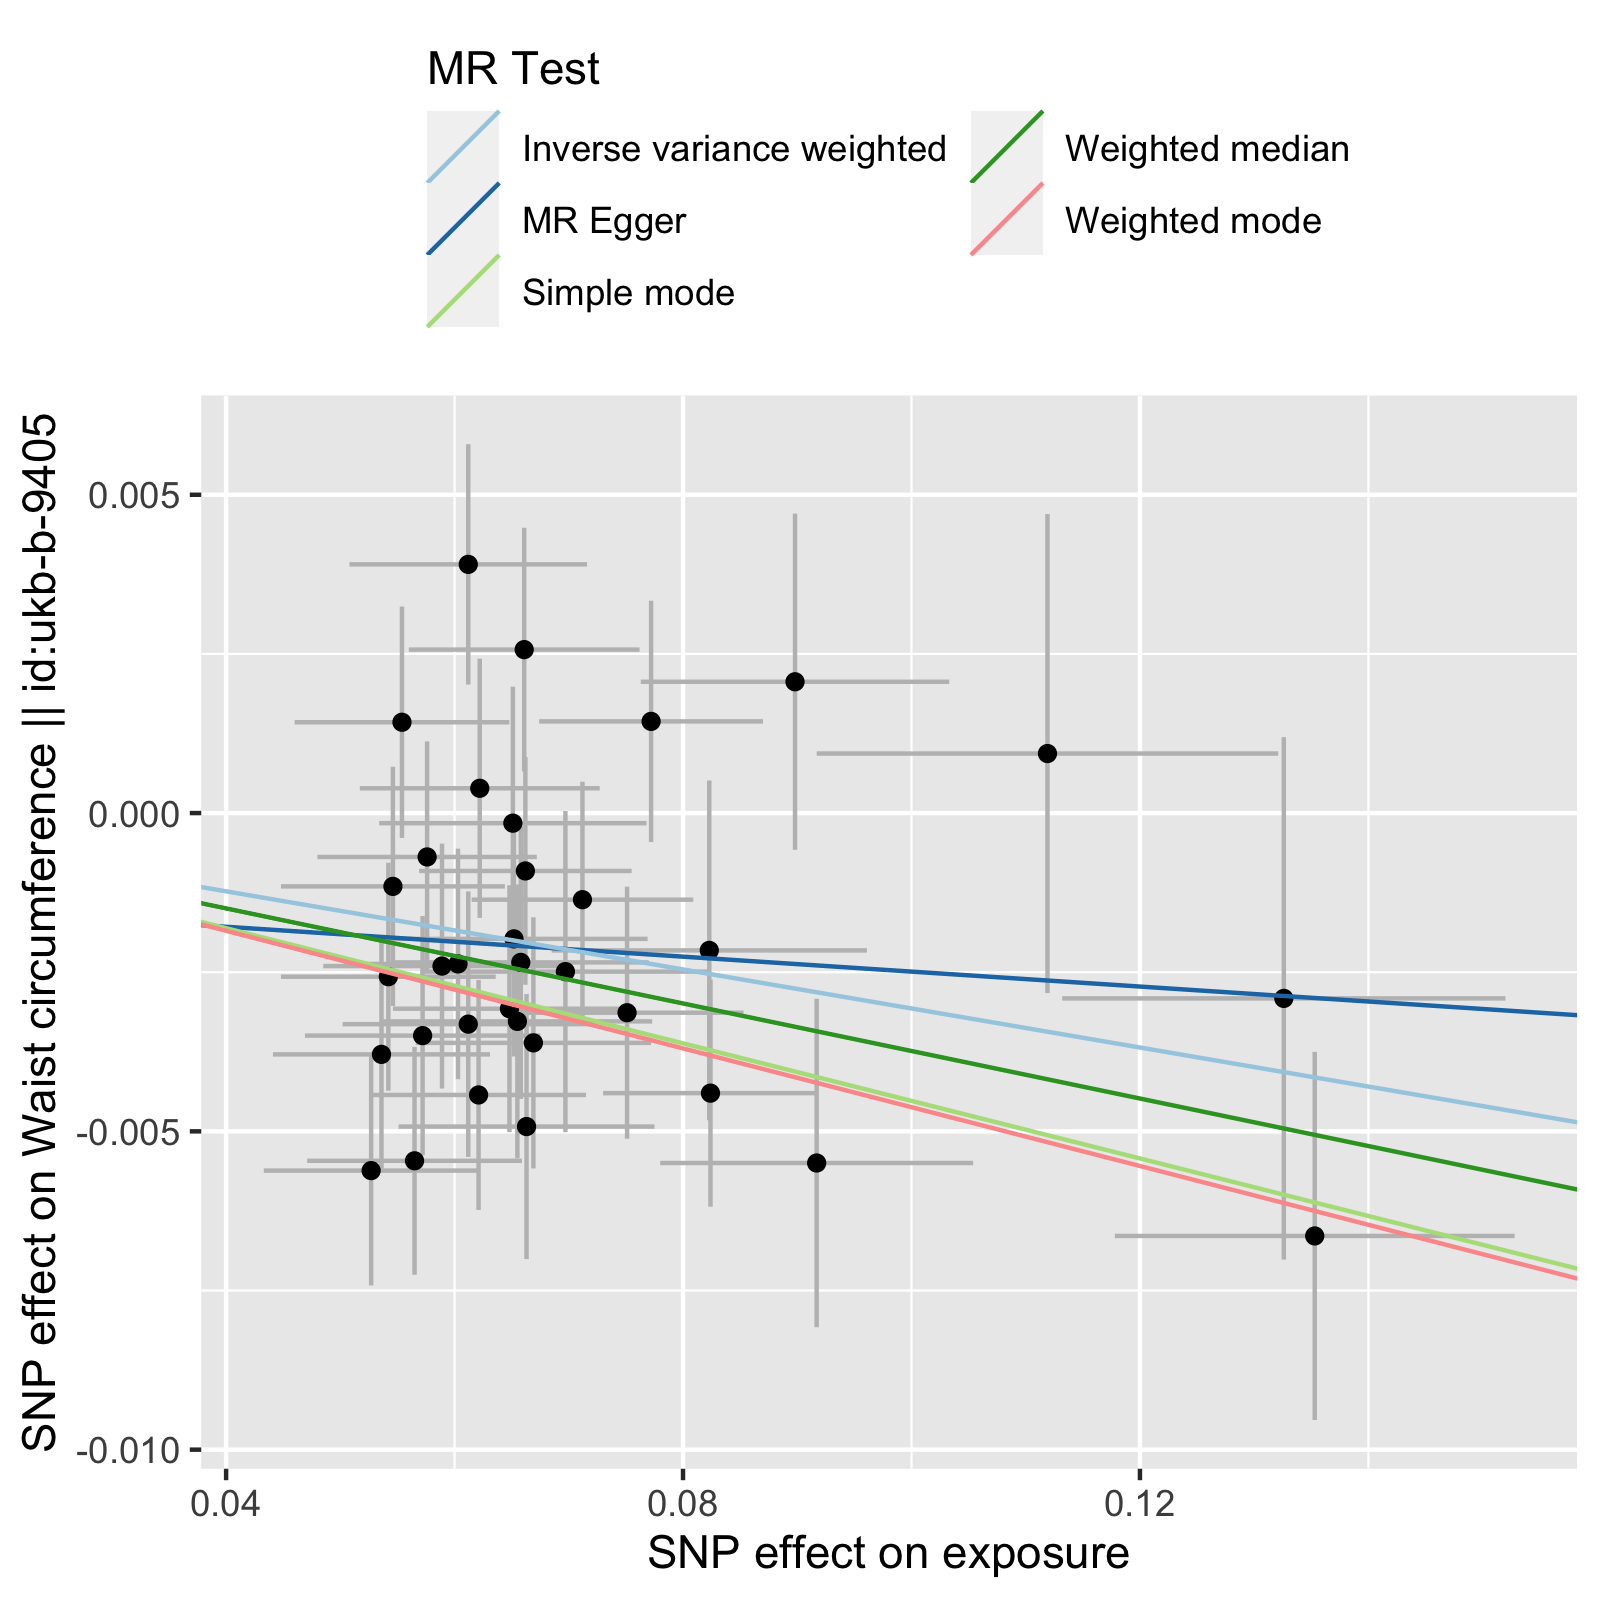 MR Test
Inverse variance weighted
Weighted median
MR Egger
Weighted mode
Simple mode
SNP effect on Waist circumference || id:ukb-b-9405
0.005
0.000
-0.005
-0.010
0.04
0.08
0.12
SNP effect on exposure